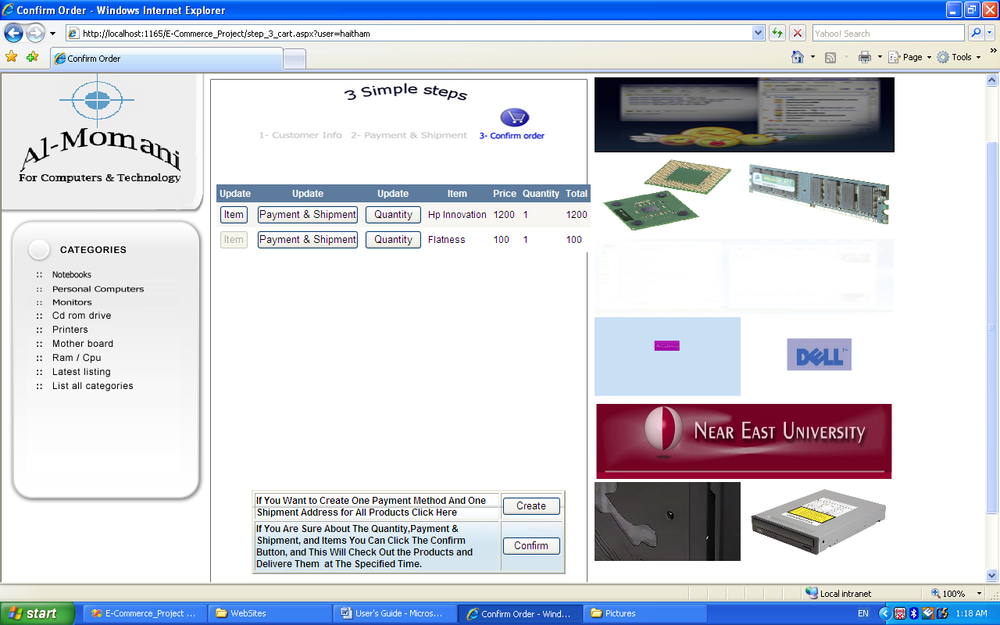 Confirm Order - Windows Internet Explorer
http://localhost:1165/E-Commerce_Project/step_3_cart.aspx?user=haitham
Yahoo! Search
Confirm Order
Page
Tools
Al-Momani
For Computers & Technology
3 Simple steps
1- Customer Info 2- Payment & Shipment 3- Confirm order
Update Update Update Item Price Quantity Total
Item Payment & Shipment Quantity Hp Innovation 1200 1 1200
Item Payment & Shipment Quantity Flatness 100 1 100
CATEGORIES
:: Notebooks
:: Personal Computers
:: Monitors
:: Cd rom drive
:: Printers
:: Mother board
:: Ram / Cpu
:: Latest listing
:: List all categories
DELL
NEAR EAST UNIVERSITY
If You Want to Create One Payment Method And One
Shipment Address for All Products Click Here
Create
If You Are Sure About The Quantity,Payment &
Shipment, and Items You Can Click The Confirm
Button, and This Will Check Out the Products and
Delivere Them at The Specified Time.
Confirm
Local intranet
100%
start
E-Commerce_Project ...
WebSites
User's Guide - Micros...
Confirm Order - Wind...
Pictures
EN
1:18 AM